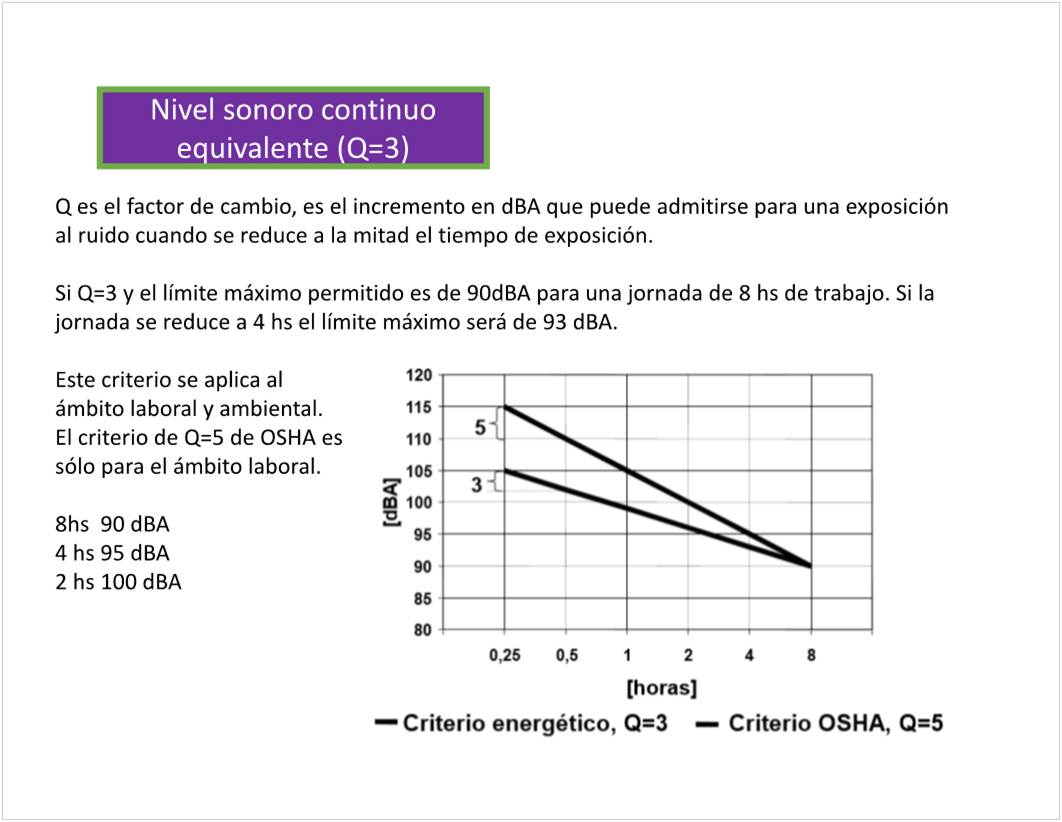 Nivel sonoro continuo
equivalente (Q=3)
Q es el factor de cambio, es el incremento en dBA que puede admitirse para una exposición
al ruido cuando se reduce a la mitad el tiempo de exposición.
Si Q=3 y el límite máximo permitido es de 90dBA para una jornada de 8 hs de trabajo. Si la
jornada se reduce a 4 hs el límite máximo será de 93 dBA.
Este criterio se aplica al
ámbito laboral y ambiental.
El criterio de Q=5 de OSHA es
sólo para el ámbito laboral.
8hs  90 dBA
4 hs 95 dBA
2 hs 100 dBA
[dBA]
120
115
110
105
100
95
90
85
80
5
3
0,25 0,5 1 2 4 8
[horas]
Criterio energético, Q=3 Criterio OSHA, Q=5